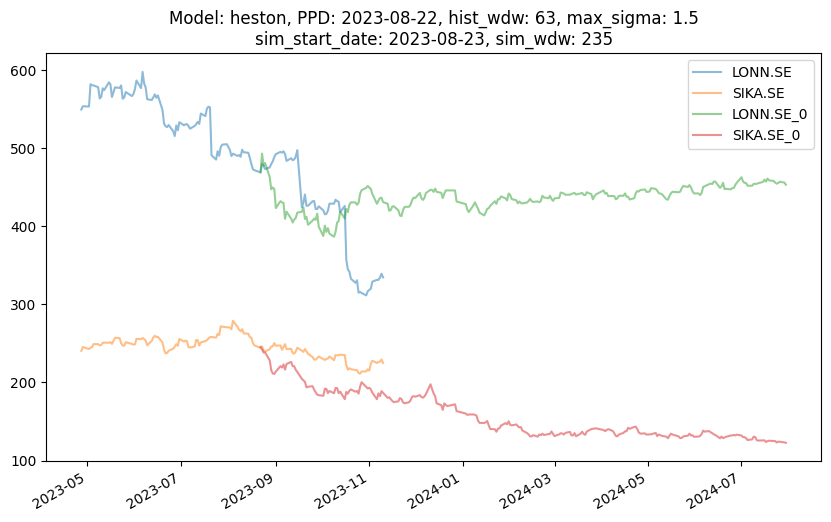 Model: heston, PPD: 2023-08-22, hist_wdw: 63, max_sigma: 1.5
sim_start_date: 2023-08-23, sim_wdw: 235
LONN.SE
SIKA.SE
LONN.SE_0
SIKA.SE_0
600
500
400
300
200
100
2023-05
2023-07
2023-09
2023-11
2024-01
2024-03
2024-05
2024-07